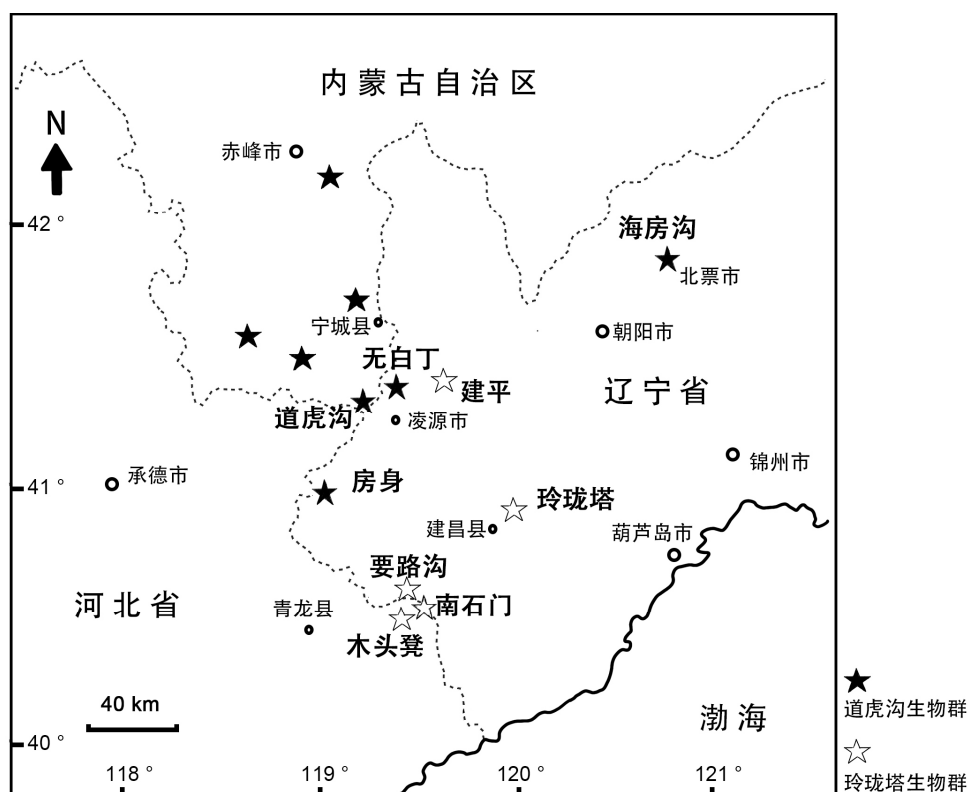 内蒙古自治区
N
赤峰市
42°
海房沟
北票市
宁城县
朝阳市
无白丁
建平
辽宁省
道虎沟
凌源市
锦州市
承德市
41°
房身
玲珑塔
建昌县
葫芦岛市
要路沟
河北省
青龙县
南石门
木头凳
40 km
渤海
道虎沟生物群
40°
玲珑塔生物群
118°
119°
120°
121°